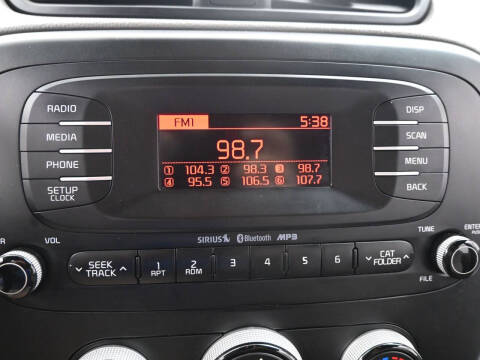 RADIO
MEDIA
PHONE
SETUP
CLOCK
FM1 5:38
98.7
1 104.3 2 98.3 3 98.7
4 95.5 5 106.5 6 107.7
DISP
SCAN
MENU
BACK
VOL
SIRIUS Bluetooth MP3
TUNE
ENTER
SEEK
TRACK
1
RPT
2
RDM
3
4
5
6
CAT
FOLDER
FILE